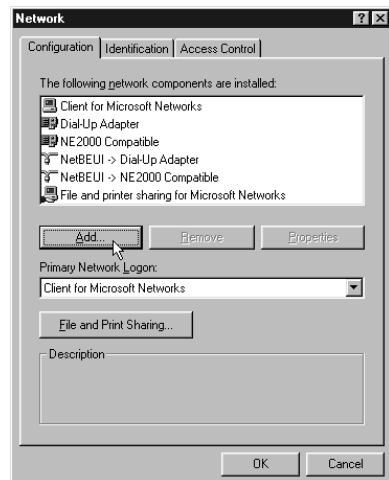 Network
Configuration Identification Access Control
The following network components are installed:
Client for Microsoft Networks
Dial-Up Adapter
NE2000 Compatible
NetBEUI -> Dial-Up Adapter
NetBEUI -> NE2000 Compatible
File and printer sharing for Microsoft Networks
Add... Remove Properties
Primary Network Logon:
Client for Microsoft Networks
File and Print Sharing...
Description
OK Cancel